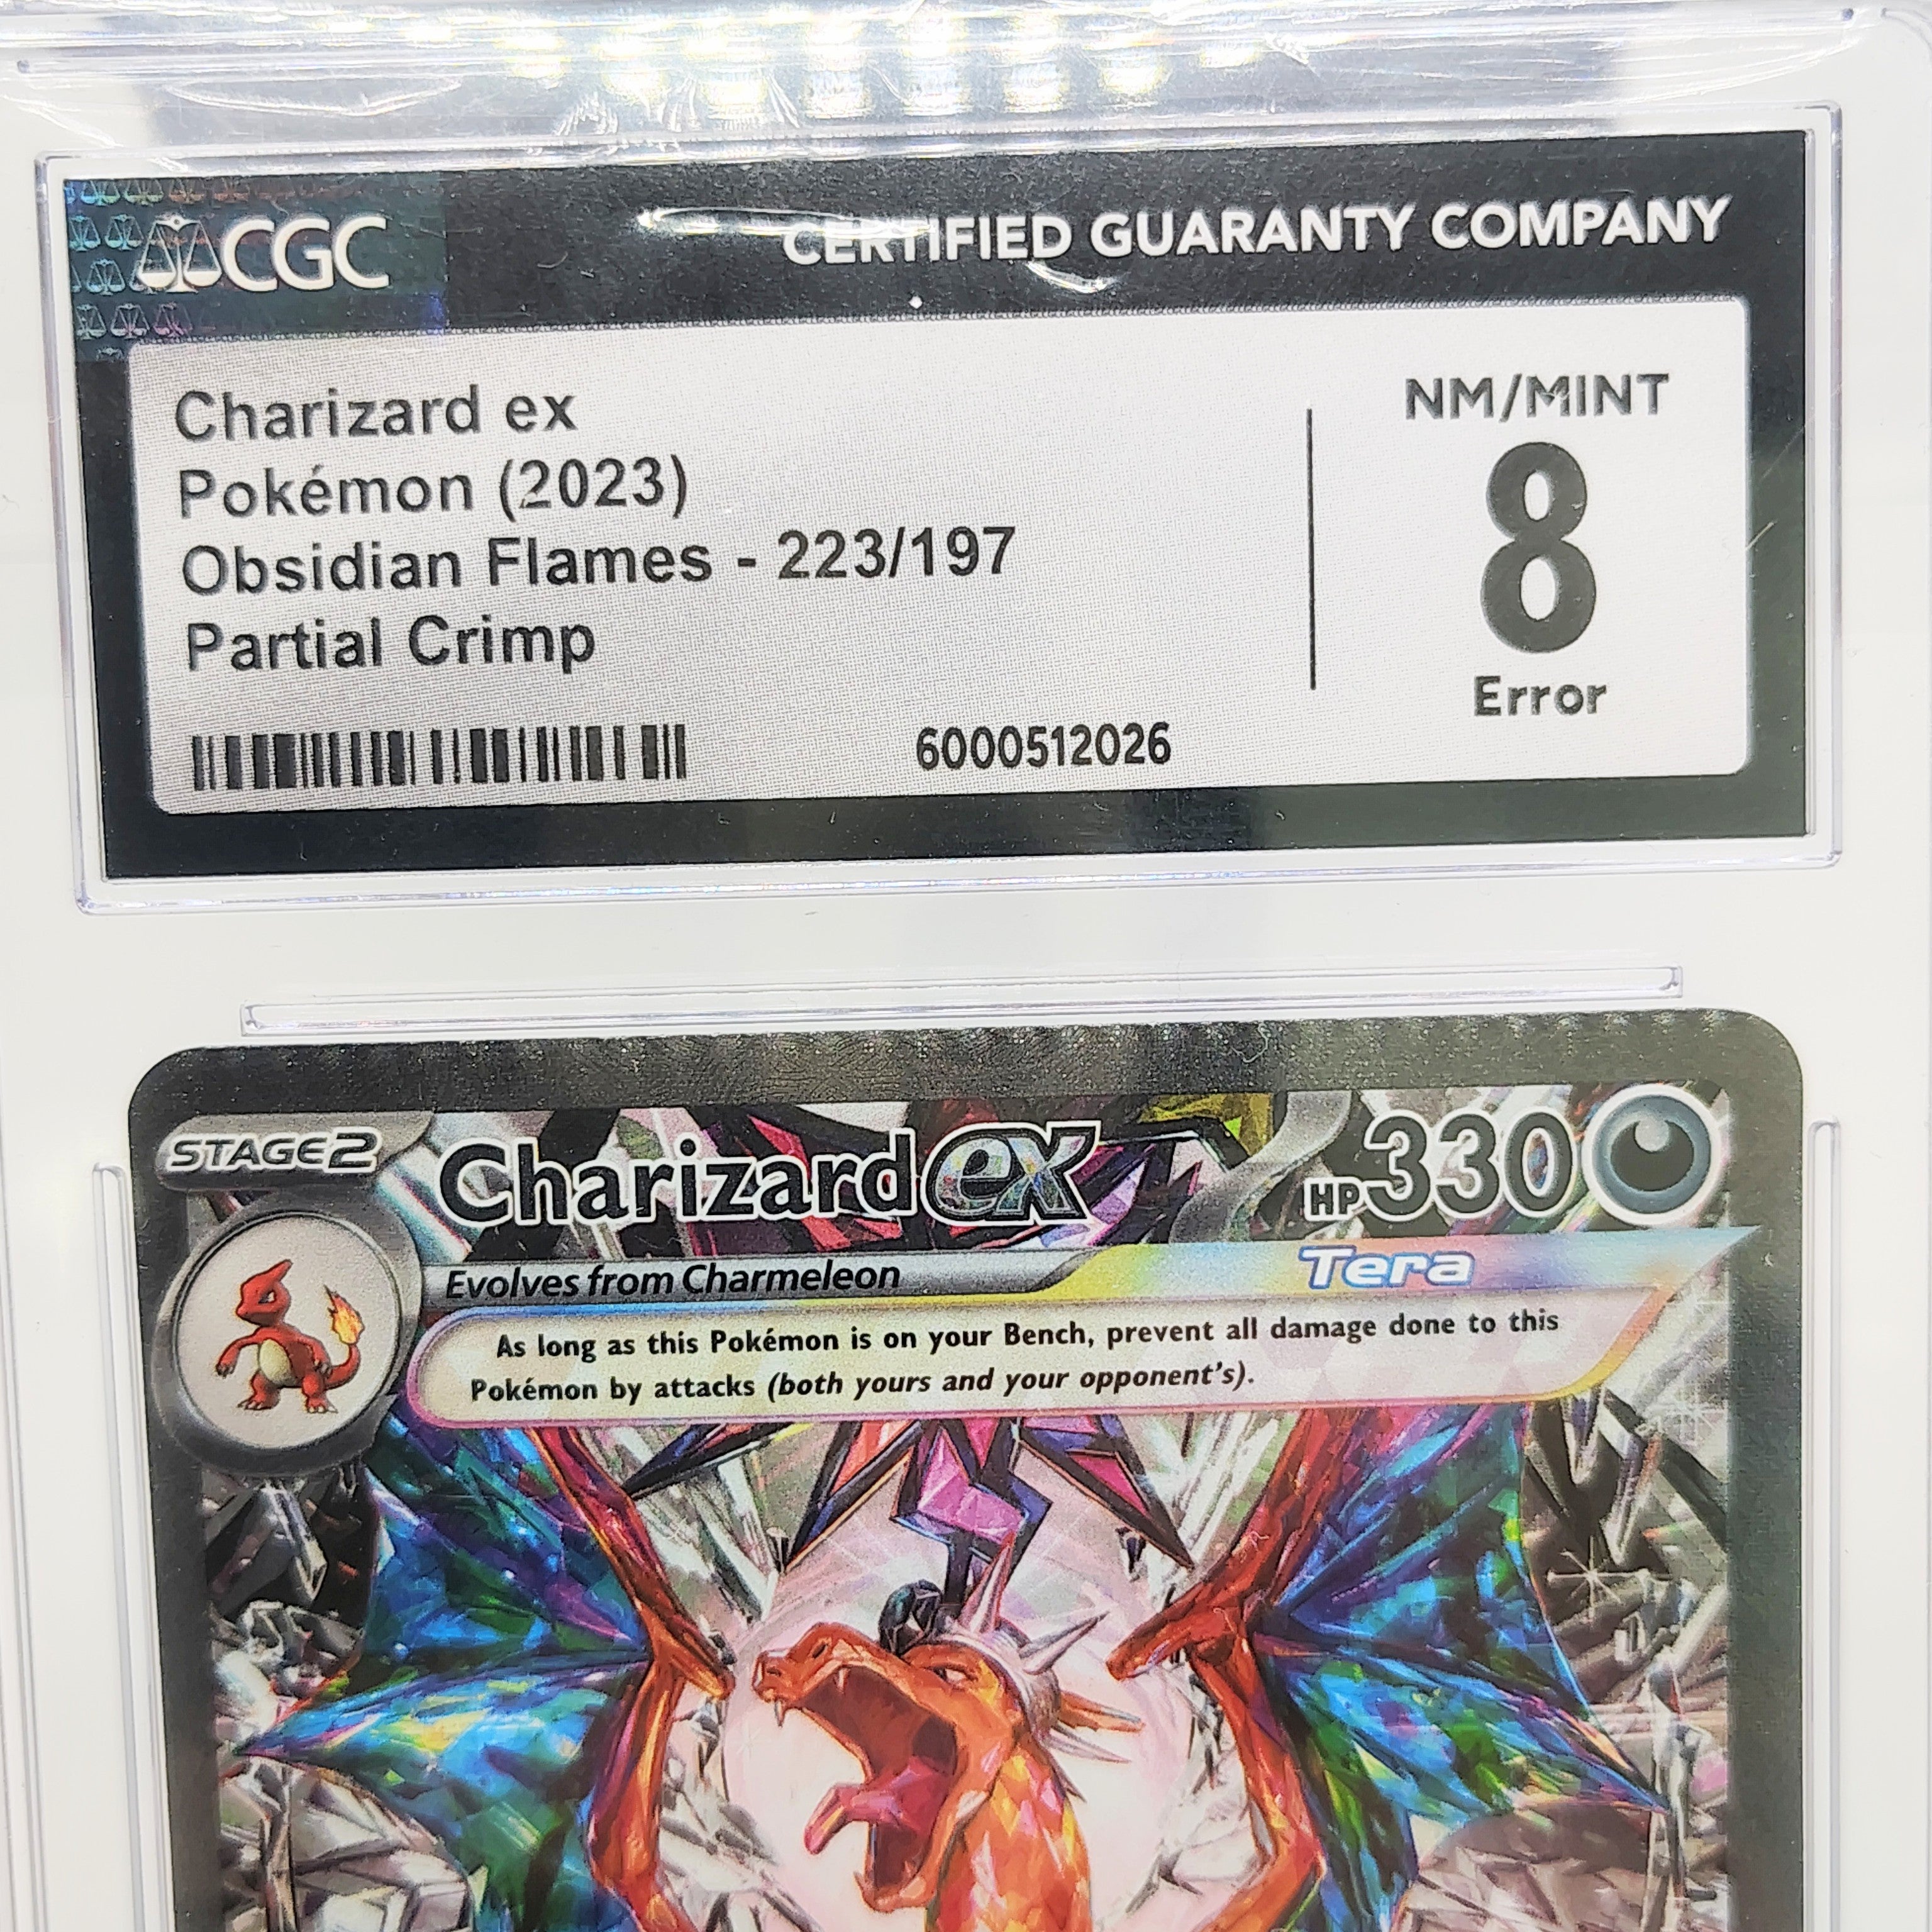 CGC
CERTIFIED GUARANTY COMPANY
Charizard ex
Pokémon (2023)
Obsidian Flames - 223/197
Partial Crimp
6000512026
NM/MINT
8
Error
STAGE2
Charizard ex
HP330
Evolves from Charmeleon
Tera
As long as this Pokémon is on your Bench, prevent all damage done to this
Pokémon by attacks (both yours and your opponent's).